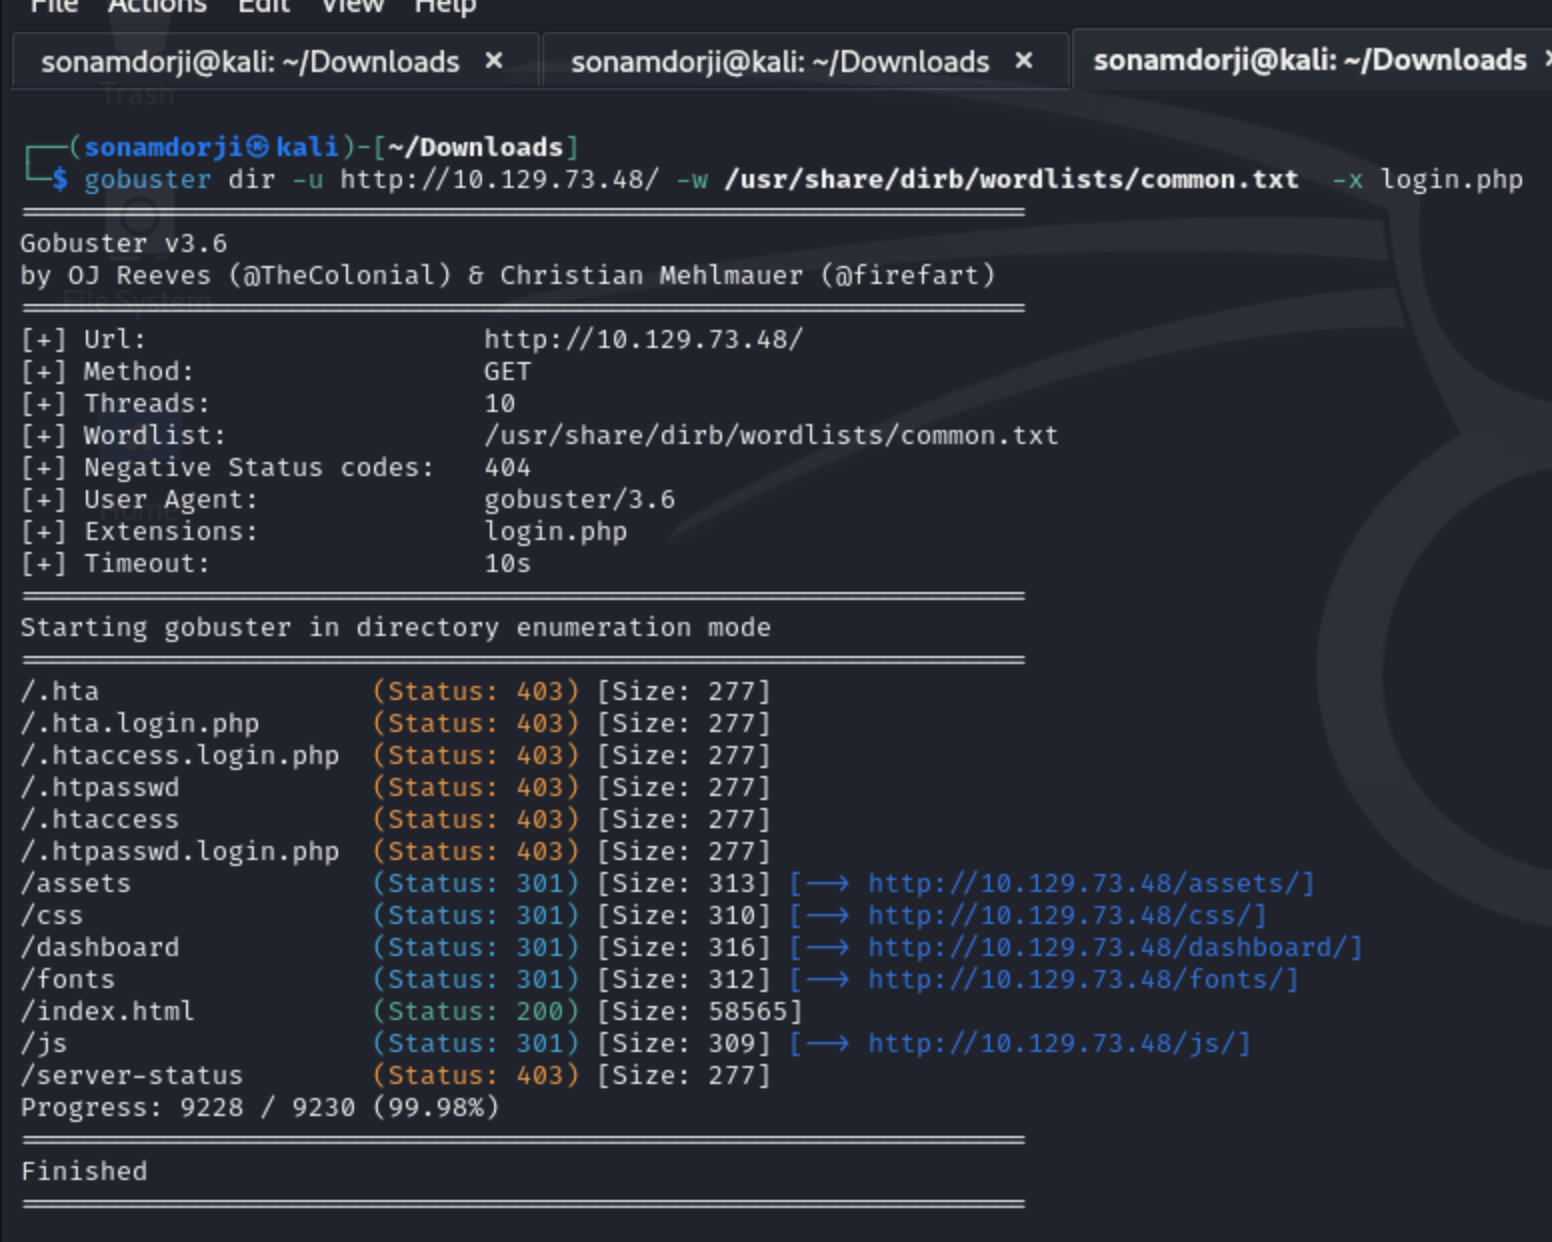 File Actions Edit View Help
sonamdorji@kali: ~/Downloads × sonamdorji@kali: ~/Downloads × sonamdorji@kali: ~/Downloads ×
Trash
┌──(sonamdorji㉿kali)-[~/Downloads]
└─$ gobuster dir -u http://10.129.73.48/ -w /usr/share/dirb/wordlists/common.txt  -x login.php
===============================================================
Gobuster v3.6
by OJ Reeves (@TheColonial) & Christian Mehlmauer (@firefart)
File System
===============================================================
[+] Url:                     http://10.129.73.48/
[+] Method:                  GET
[+] Threads:                 10
[+] Wordlist:                /usr/share/dirb/wordlists/common.txt
[+] Negative Status codes:   404
[+] User Agent:              gobuster/3.6
Home
[+] Extensions:              login.php
[+] Timeout:                 10s
===============================================================
Starting gobuster in directory enumeration mode
===============================================================
/.hta                 (Status: 403) [Size: 277]
/.hta.login.php       (Status: 403) [Size: 277]
/.htaccess.login.php  (Status: 403) [Size: 277]
/.htpasswd            (Status: 403) [Size: 277]
/.htaccess            (Status: 403) [Size: 277]
/.htpasswd.login.php  (Status: 403) [Size: 277]
/assets               (Status: 301) [Size: 313] [--> http://10.129.73.48/assets/]
/css                  (Status: 301) [Size: 310] [--> http://10.129.73.48/css/]
/dashboard            (Status: 301) [Size: 316] [--> http://10.129.73.48/dashboard/]
/fonts                (Status: 301) [Size: 312] [--> http://10.129.73.48/fonts/]
/index.html           (Status: 200) [Size: 58565]
/js                   (Status: 301) [Size: 309] [--> http://10.129.73.48/js/]
/server-status        (Status: 403) [Size: 277]
Progress: 9228 / 9230 (99.98%)
===============================================================
Finished
===============================================================